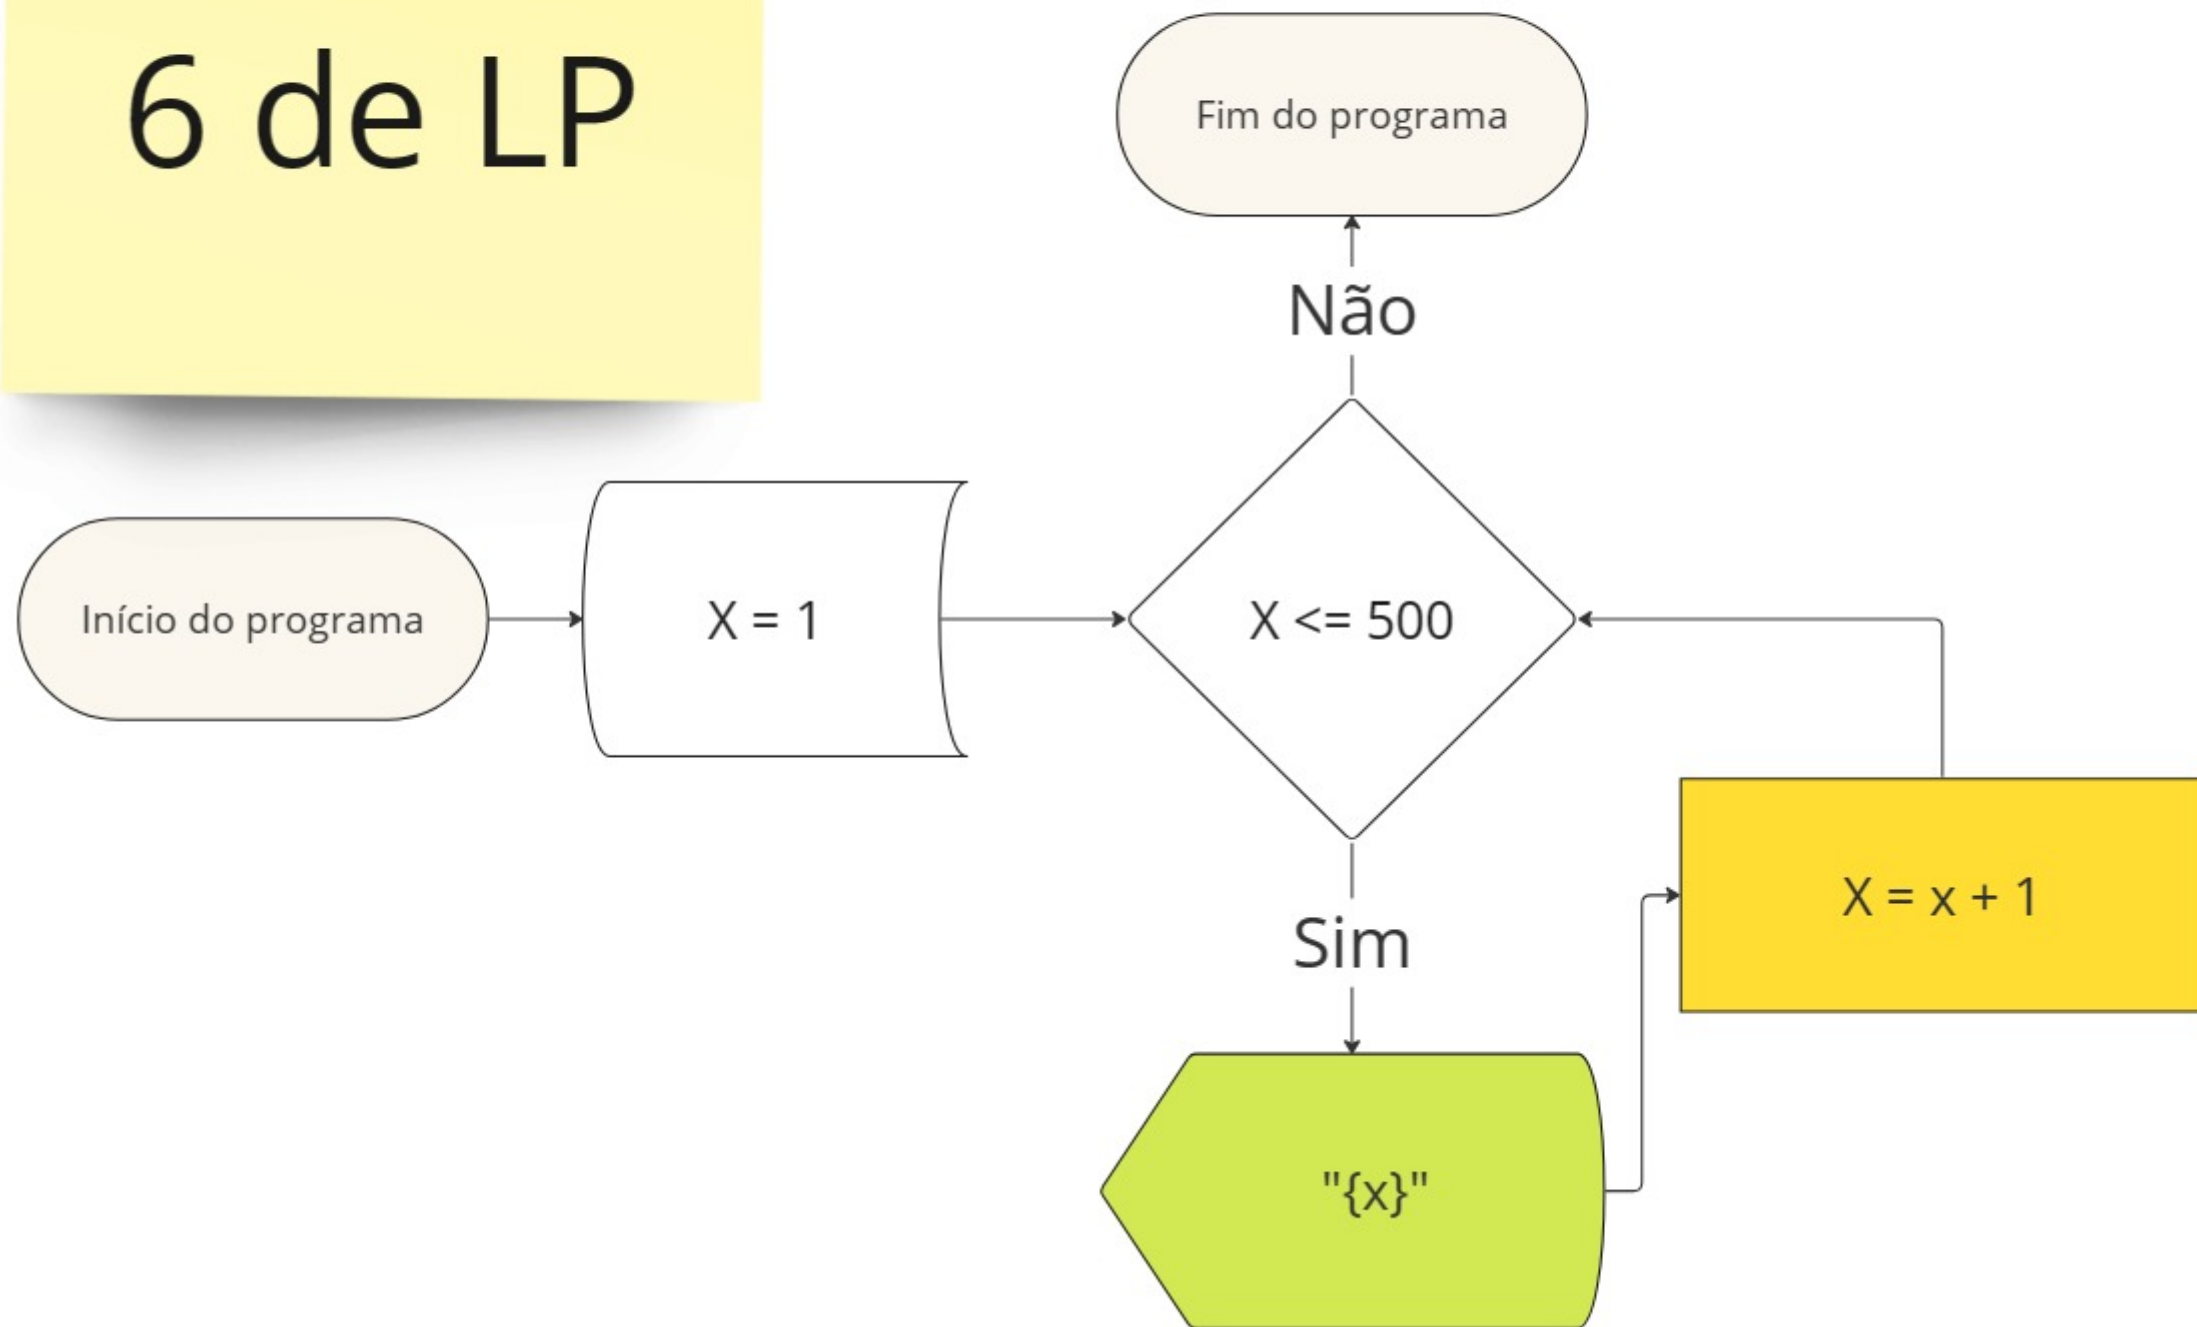 6 de LP
Fim do programa
Não
Início do programa
X = 1
X <= 500
X = x + 1
Sim
"{x}"